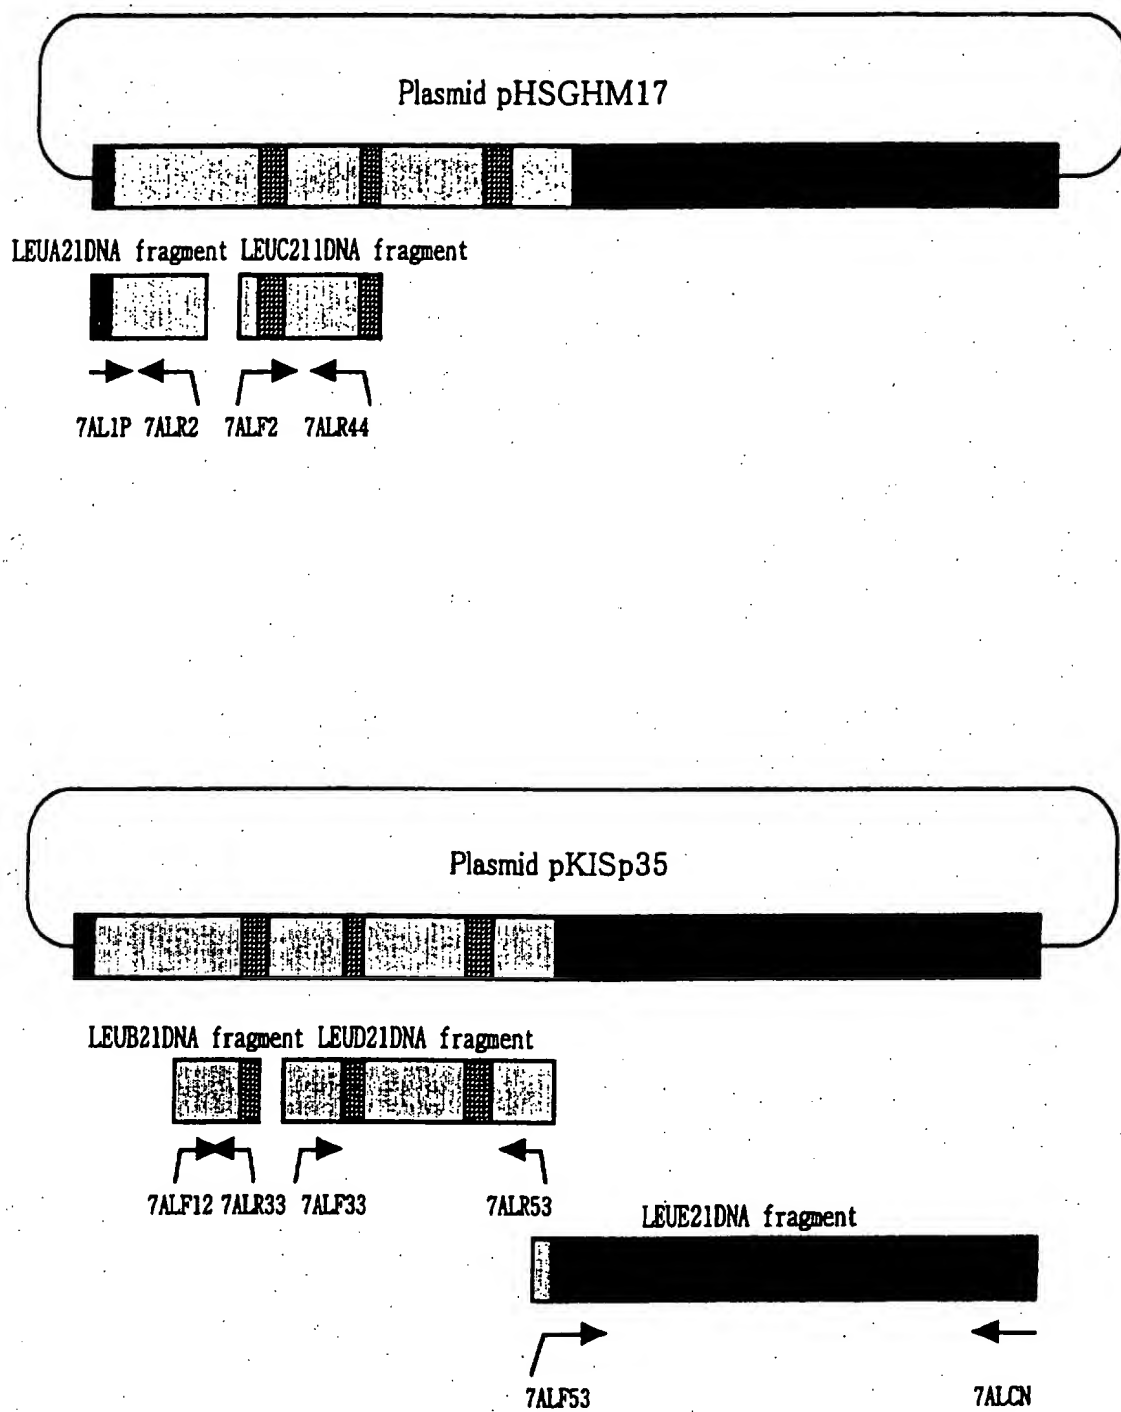 Plasmid pHSGHM17
LEUA21DNA fragment LEUC211DNA fragment
7AL1P 7ALR2 7ALF2 7ALR44
Plasmid pKISp35
LEUB21DNA fragment LEUD21DNA fragment
7ALF12 7ALR33 7ALF33 7ALR53
LEUE21DNA fragment
7ALF53 7ALCN